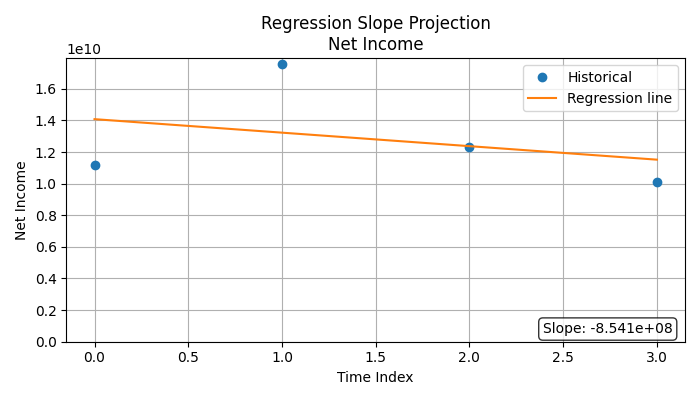 Regression Slope Projection
Net Income
1e10
Historical
Regression line
1.6
1.4
1.2
1.0
0.8
0.6
0.4
0.2
0.0
Net Income
Slope: -8.541e+08
0.0 0.5 1.0 1.5 2.0 2.5 3.0
Time Index